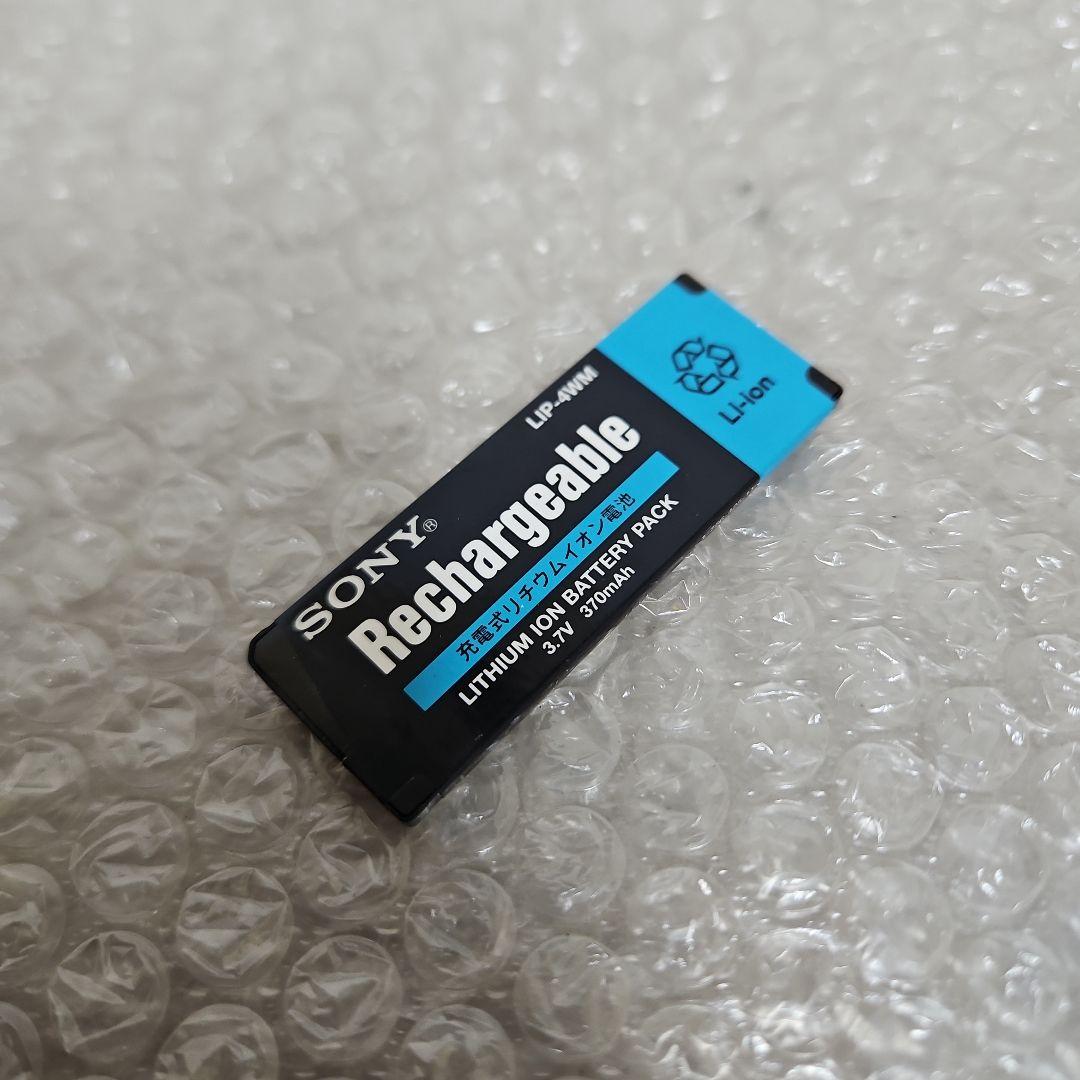 LIP-4WM
SONY®
Rechargeable
充電式リチウムイオン電池
LITHIUM ION BATTERY PACK
3.7V 370mAh
Li-ion